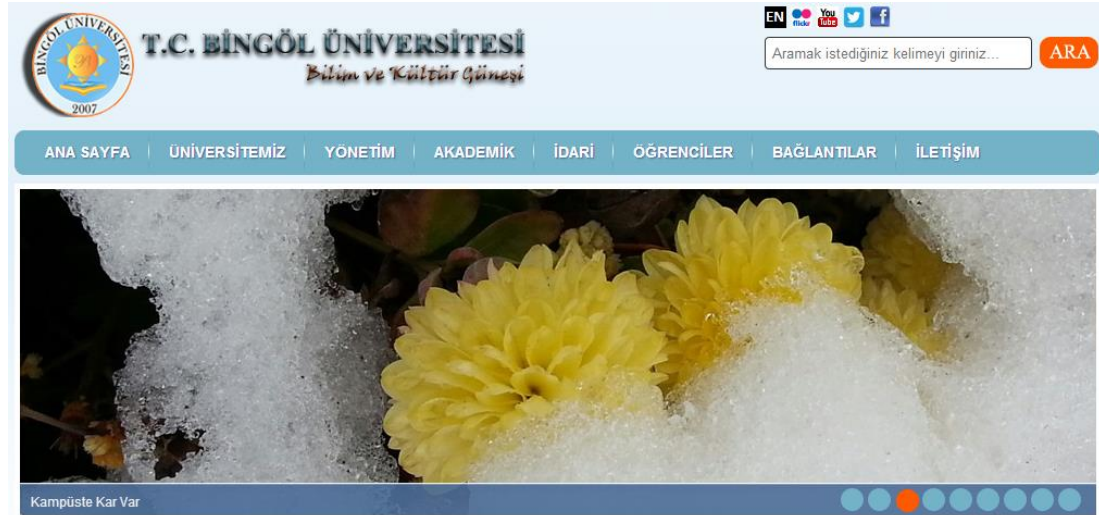 BİNGÖL ÜNİVERSİTESİ
2007
T.C. BİNGÖL ÜNİVERSİTESİ
Bilim ve Kültür Güneşi
EN flickr You Tube
Aramak istediğiniz kelimeyi giriniz... ARA
ANA SAYFA ÜNİVERSİTEMİZ YÖNETİM AKADEMİK İDARİ ÖĞRENCİLER BAĞLANTILAR İLETİŞİM
Kampüste Kar Var